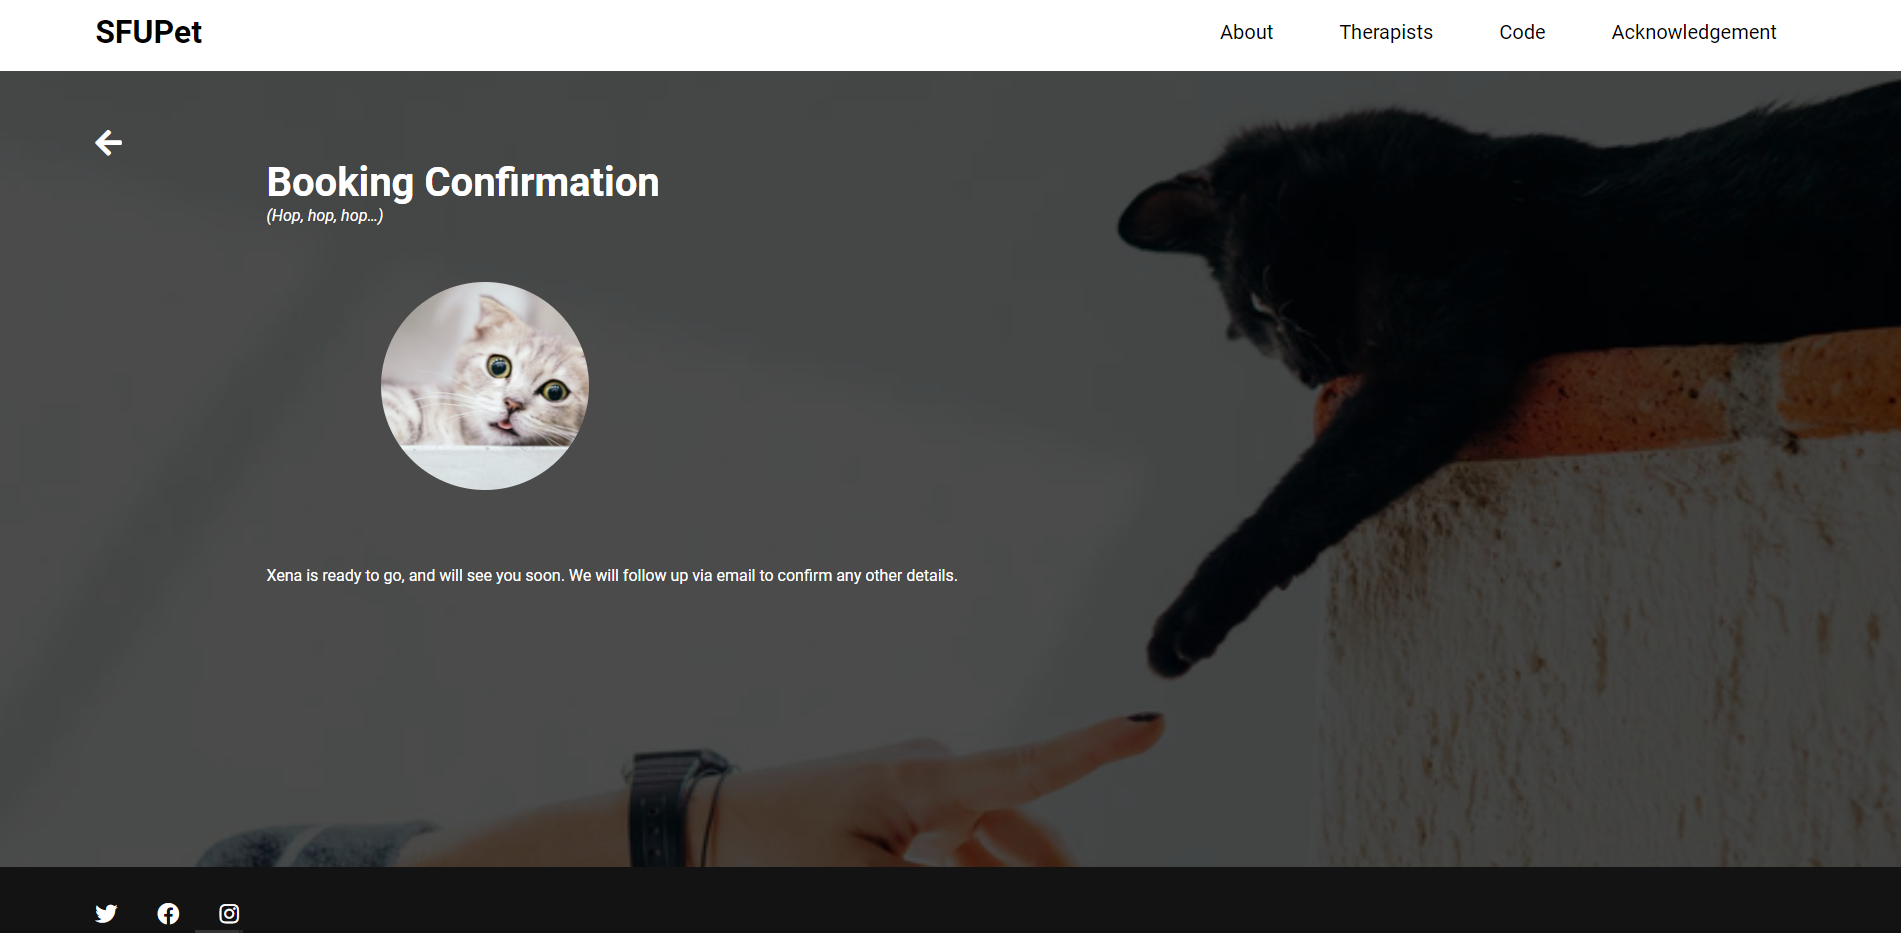 SFUPet
About
Therapists
Code
Acknowledgement
Booking Confirmation
(Hop, hop, hop...)
Xena is ready to go, and will see you soon. We will follow up via email to confirm any other details.